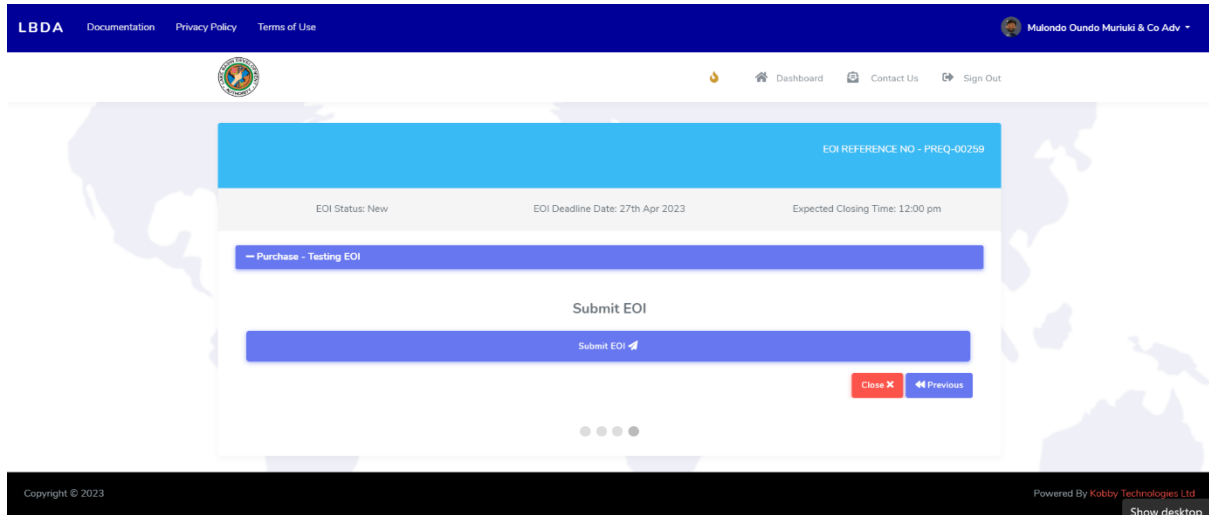 LBDA Documentation Privacy Policy Terms of Use Mulondo Oundo Muriuki & Co Adv
Dashboard Contact Us Sign Out
EOI REFERENCE NO - PREQ-00259
EOI Status: New EOI Deadline Date: 27th Apr 2023 Expected Closing Time: 12:00 pm
Purchase - Testing EOI
Submit EOI
Submit EOI
Close Previous
Copyright © 2023 Powered By Kobby Technologies Ltd
Show desktop